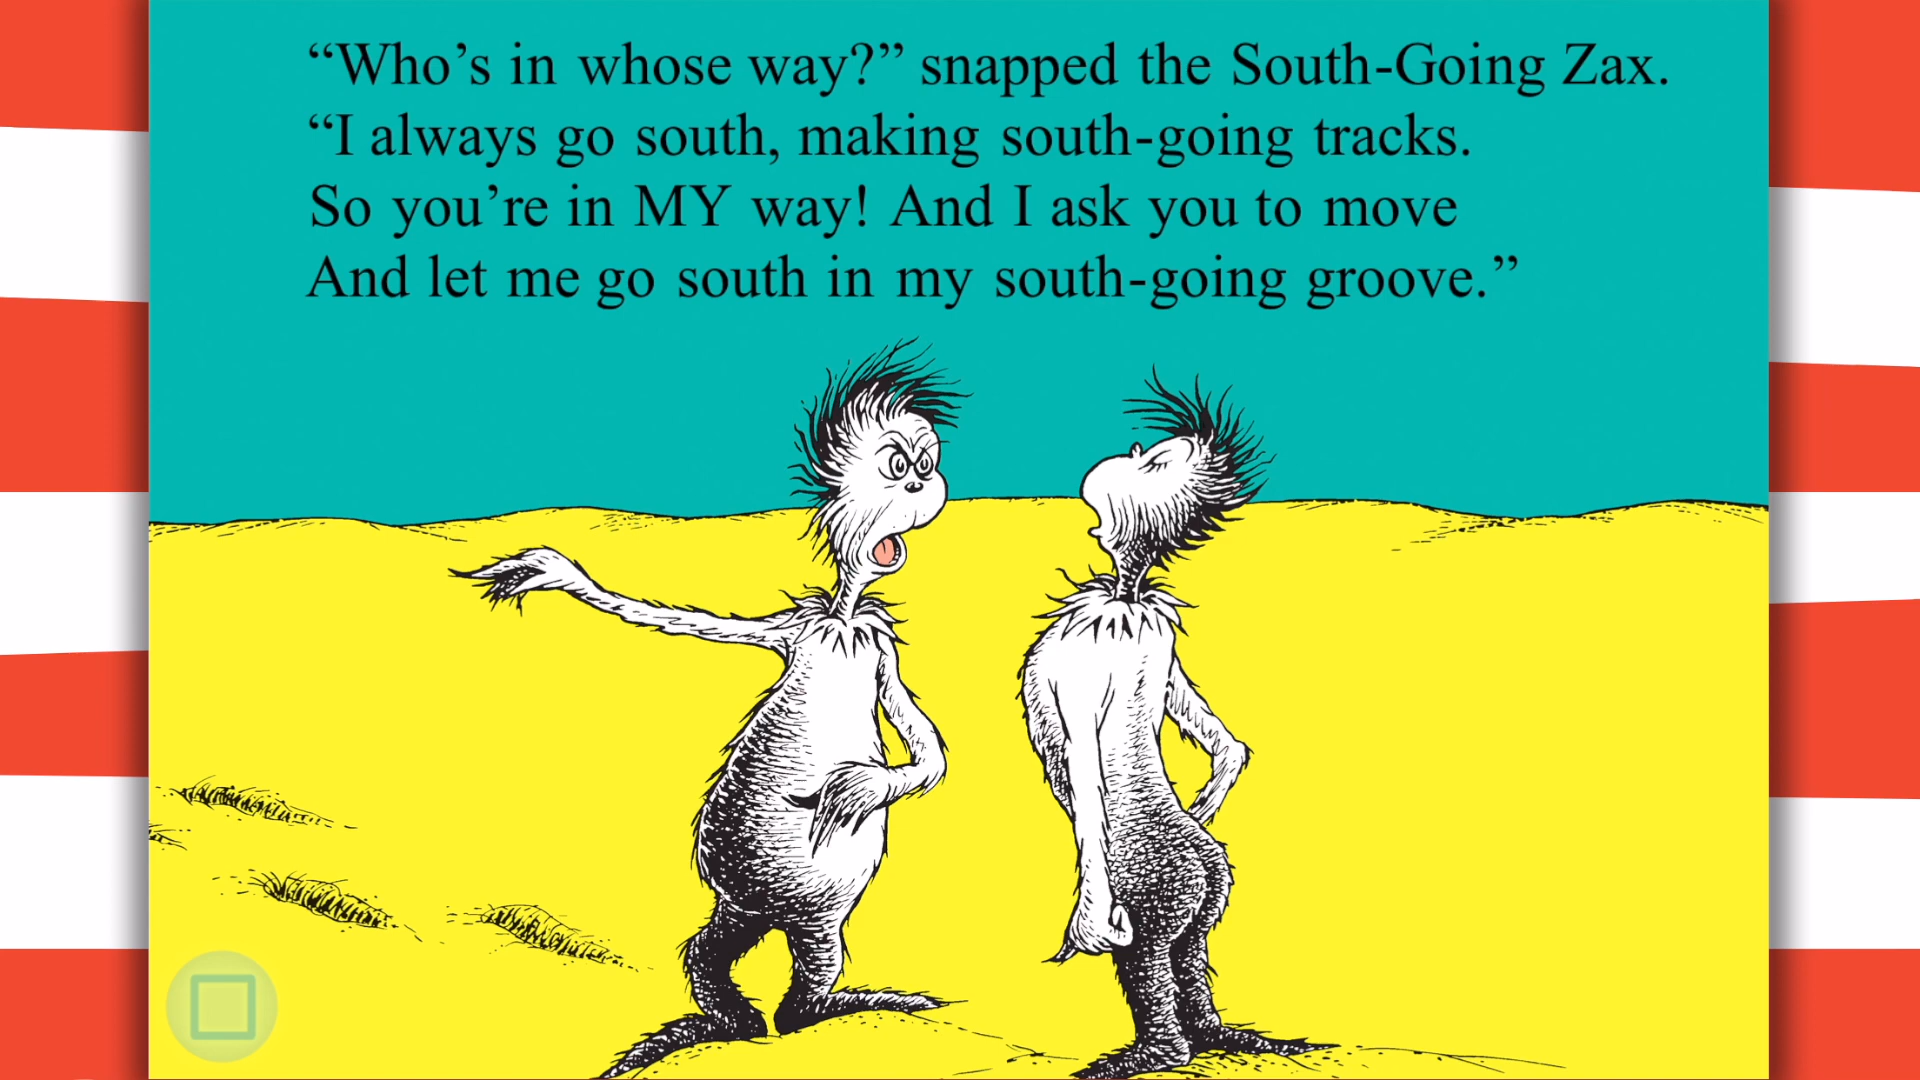 “Who’s in whose way?” snapped the South-Going Zax.
“I always go south, making south-going tracks.
So you’re in MY way! And I ask you to move
And let me go south in my south-going groove.”